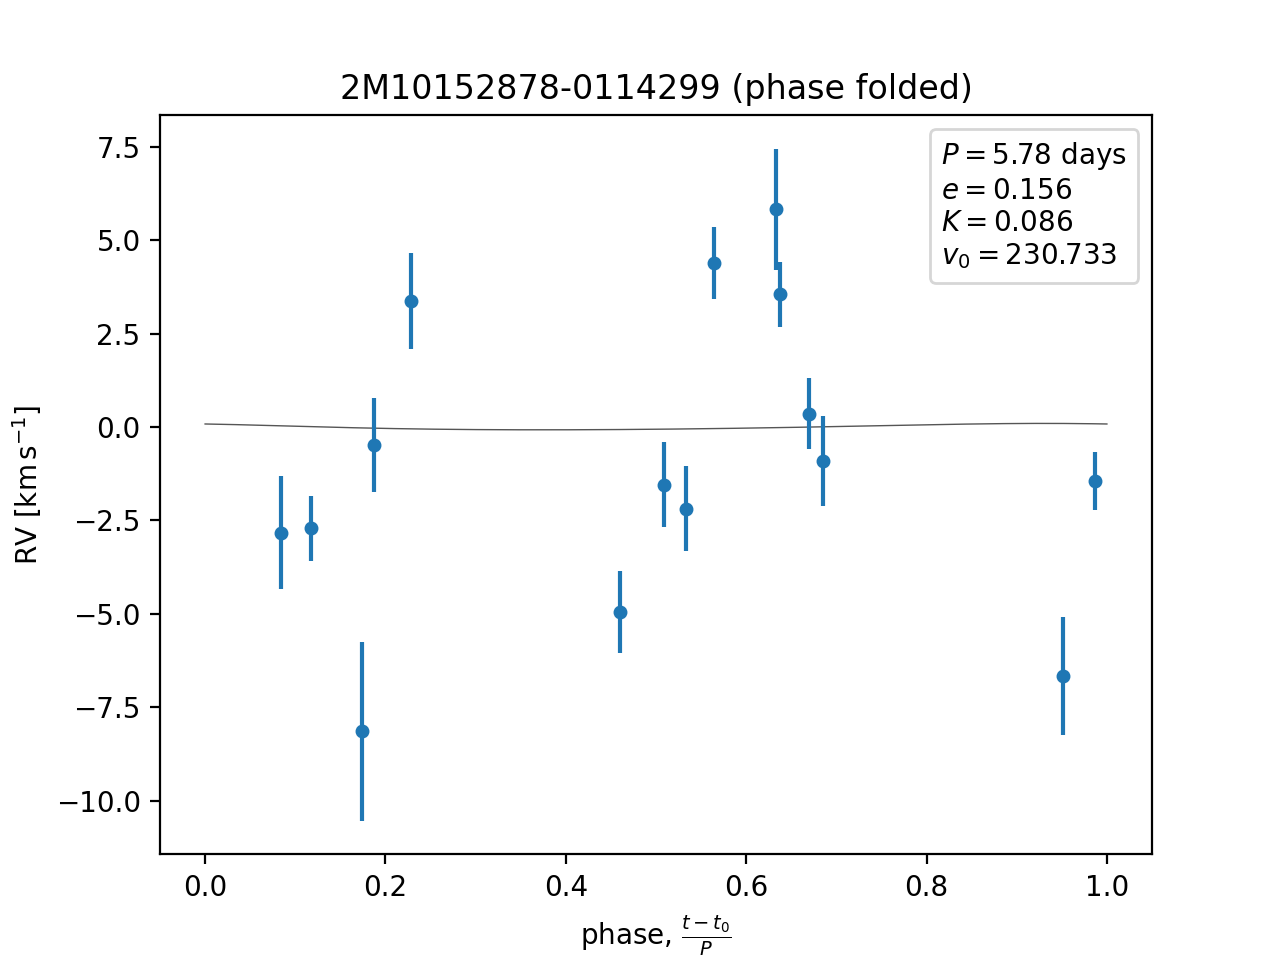 2M10152878-0114299 (phase folded)
P = 5.78 days
e = 0.156
K = 0.086
v₀ = 230.733
7.5
5.0
2.5
0.0
−2.5
−5.0
−7.5
−10.0
RV [km s⁻¹]
0.0 0.2 0.4 0.6 0.8 1.0
phase, (t − t₀)/P